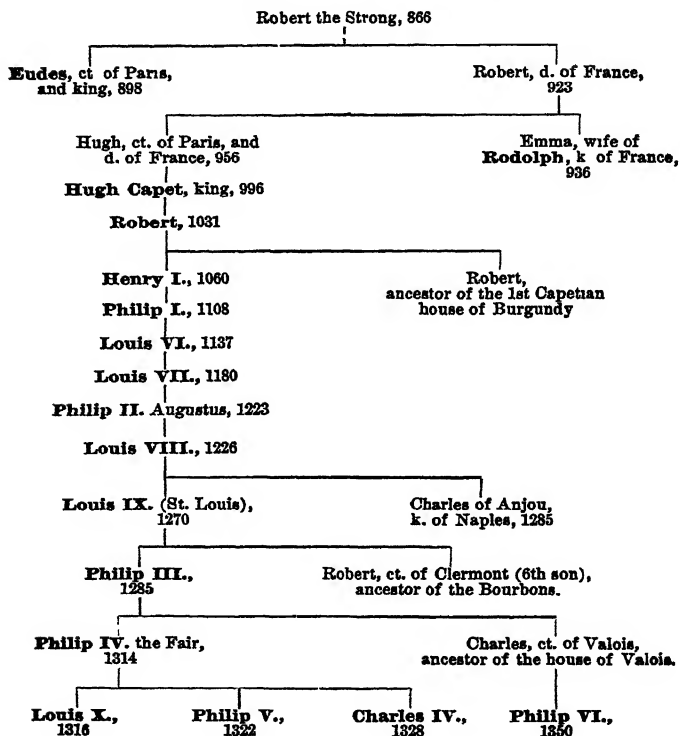 Robert the Strong, 866
Eudes, ct of Paris,
and king, 898
Robert, d. of France,
923
Hugh, ct. of Paris, and
d. of France, 956
Emma, wife of
Rodolph, k of France,
936
Hugh Capet, king, 996
Robert, 1031
Henry I., 1060
Robert,
ancestor of the 1st Capetian
house of Burgundy
Philip I., 1108
Louis VI., 1137
Louis VII., 1180
Philip II. Augustus, 1223
Louis VIII., 1226
Louis IX. (St. Louis),
1270
Charles of Anjou,
k. of Naples, 1285
Philip III.,
1285
Robert, ct. of Clermont (6th son),
ancestor of the Bourbons.
Philip IV. the Fair,
1314
Charles, ct. of Valois,
ancestor of the house of Valois.
Louis X.,
1316
Philip V.,
1322
Charles IV.,
1328
Philip VI.,
1350